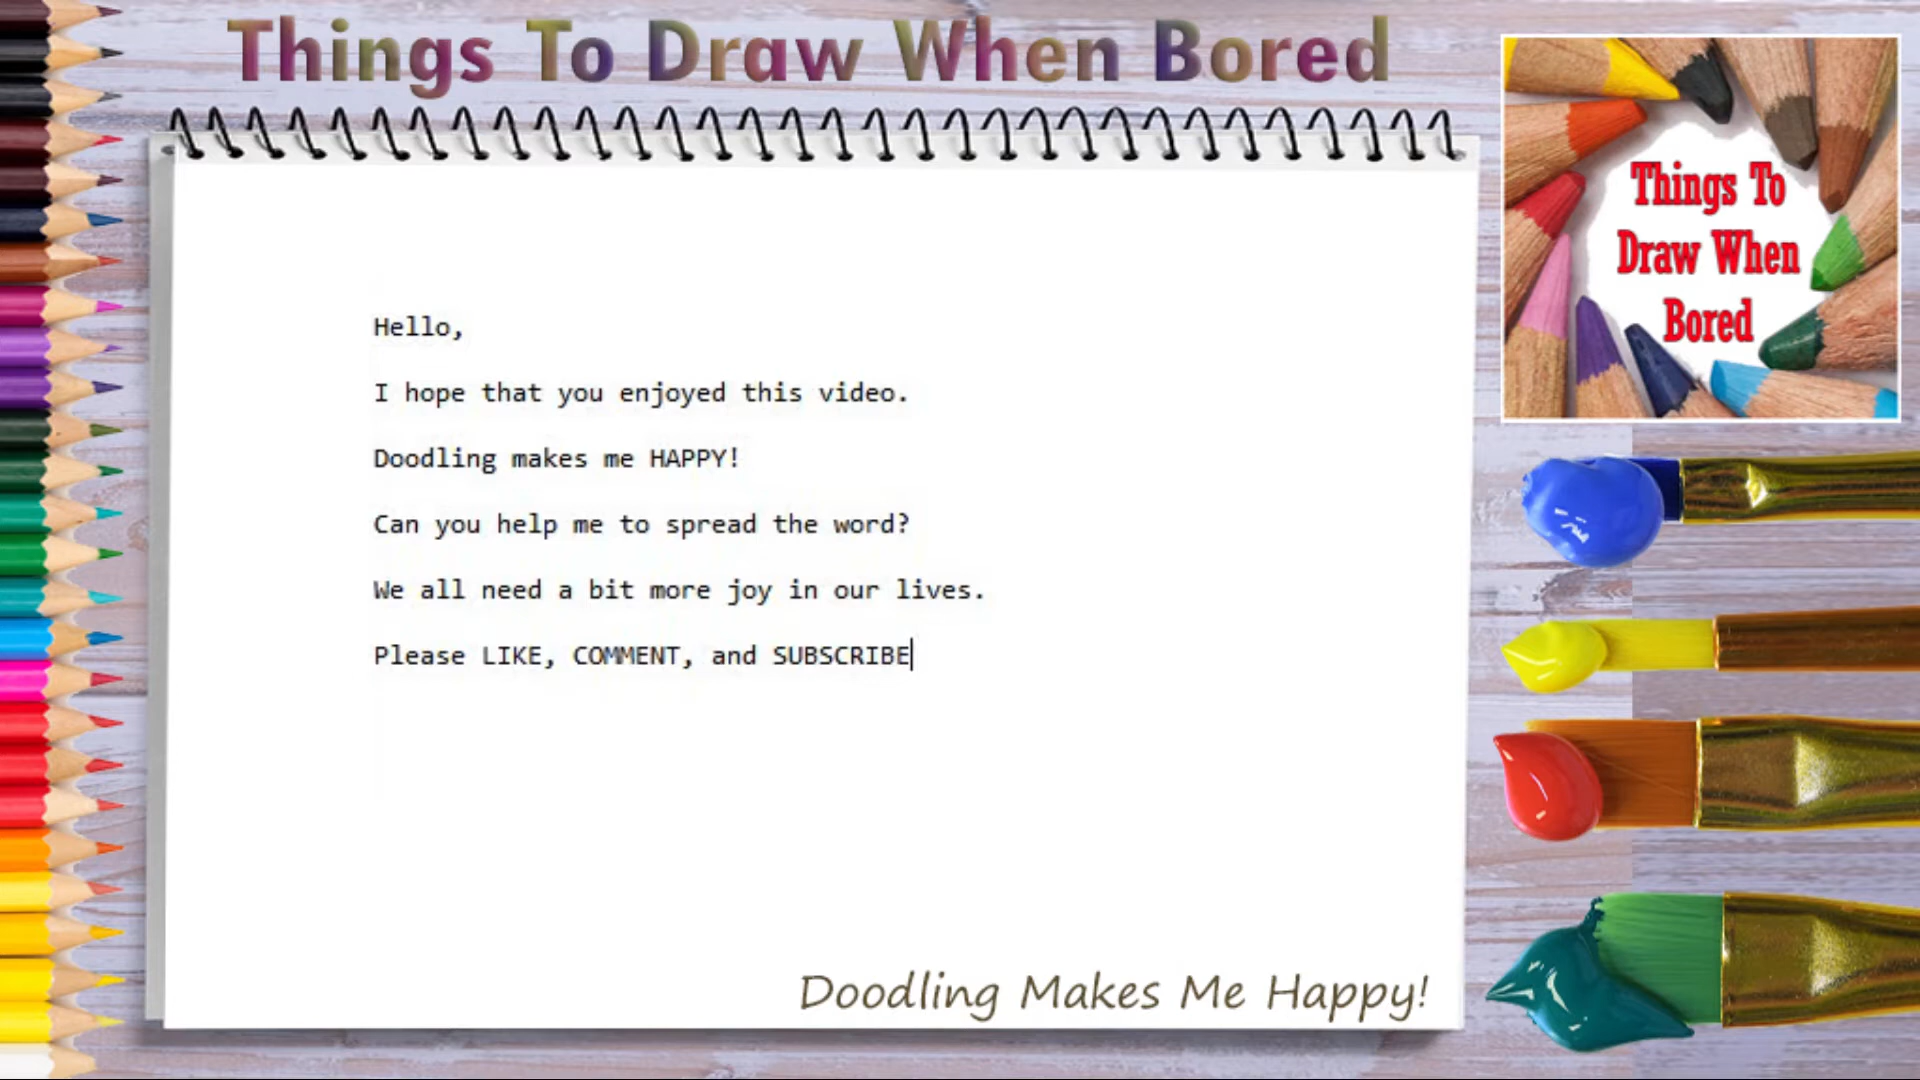 Things To Draw When Bored
Things To
Draw When
Bored
Hello,
I hope that you enjoyed this video.
Doodling makes me HAPPY!
Can you help me to spread the word?
We all need a bit more joy in our lives.
Please LIKE, COMMENT, and SUBSCRIBE
Doodling Makes Me Happy!